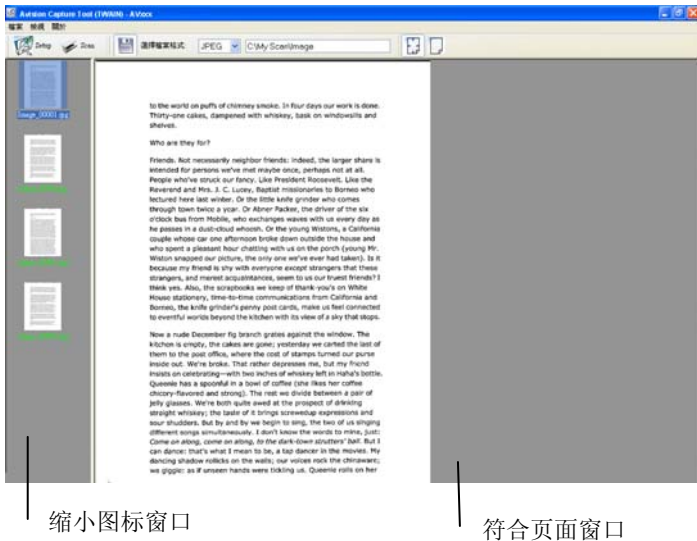 Avision Capture Tool (TWAIN) - AVxxx
檔案 檢視 關於
Setup Scan 選擇檔案格式 JPEG C:\My Scan\Image
Image_00001.jpg
to the world on puffs of chimney smoke. In four days our work is done.
Thirty-one cakes, dampened with whiskey, bask on windowsills and
shelves.
Who are they for?
Friends. Not necessarily neighbor friends: indeed, the larger share is
intended for persons we've met maybe once, perhaps not at all.
People who've struck our fancy. Like President Roosevelt. Like the
Reverend and Mrs. J. C. Lucey, Baptist missionaries to Borneo who
lectured here last winter. Or the little knife grinder who comes
through town twice a year. Or Abner Packer, the driver of the six
o'clock bus from Mobile, who exchanges waves with us every day as
he passes in a dust-cloud whoosh. Or the young Wistons, a California
couple whose car one afternoon broke down outside the house and
who spent a pleasant hour chatting with us on the porch (young Mr.
Wiston snapped our picture, the only one we've ever had taken). Is it
because my friend is shy with everyone except strangers that these
strangers, and merest acquaintances, seem to us our truest friends? I
think yes. Also, the scrapbooks we keep of thank-you's on White
House stationery, time-to-time communications from California and
Borneo, the knife grinder's penny post cards, make us feel connected
to eventful worlds beyond the kitchen with its view of a sky that stops.
Now a nude December fig branch grates against the window. The
kitchen is empty, the cakes are gone; yesterday we carted the last of
them to the post office, where the cost of stamps turned our purse
inside out. We're broke. That rather depresses me, but my friend
insists on celebrating—with two inches of whiskey left in Haha's bottle.
Queenie has a spoonful in a bowl of coffee (she likes her coffee
chicory-flavored and strong). The rest we divide between a pair of
jelly glasses. We're both quite awed at the prospect of drinking
straight whiskey; the taste of it brings screwedup expressions and
sour shudders. But by and by we begin to sing, the two of us singing
different songs simultaneously. I don't know the words to mine, just:
Come on along, come on along, to the dark-town strutters' ball. But I
can dance: that's what I mean to be, a tap dancer in the movies. My
dancing shadow rollicks on the walls; our voices rock the chinaware;
we giggle: as if unseen hands were tickling us. Queenie rolls on her
缩小图标窗口
符合页面窗口